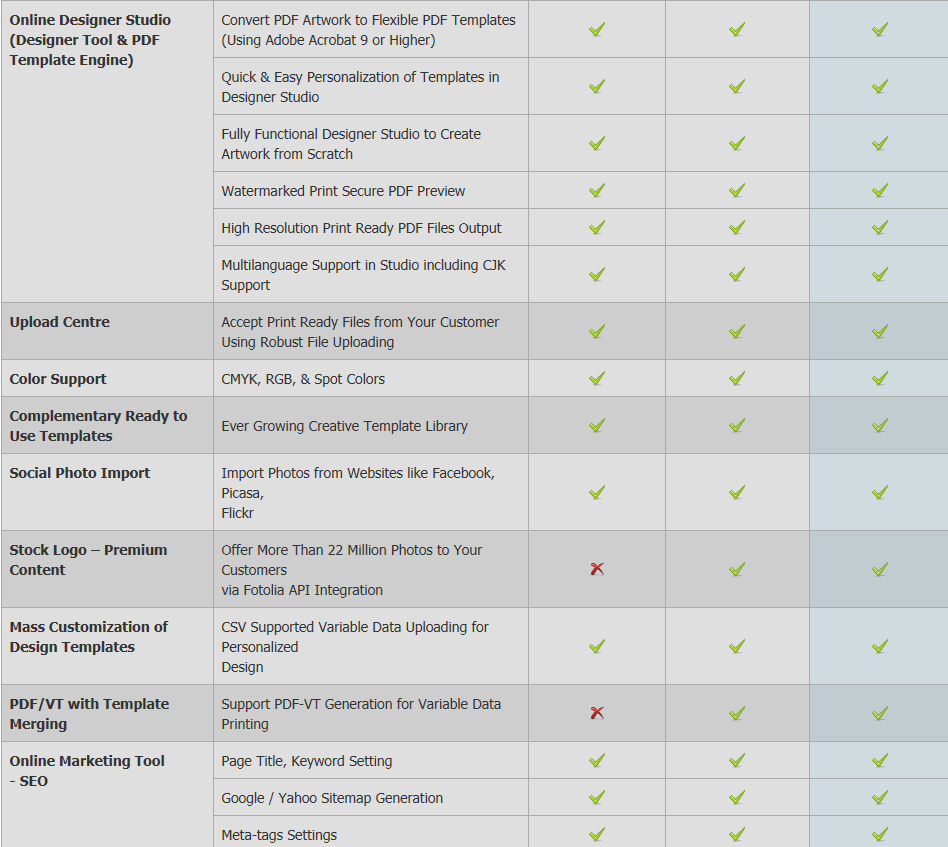 Online Designer Studio
(Designer Tool & PDF
Template Engine)
Convert PDF Artwork to Flexible PDF Templates
(Using Adobe Acrobat 9 or Higher)
Quick & Easy Personalization of Templates in
Designer Studio
Fully Functional Designer Studio to Create
Artwork from Scratch
Watermarked Print Secure PDF Preview
High Resolution Print Ready PDF Files Output
Multilanguage Support in Studio including CJK
Support
Upload Centre
Accept Print Ready Files from Your Customer
Using Robust File Uploading
Color Support
CMYK, RGB, & Spot Colors
Complementary Ready to
Use Templates
Ever Growing Creative Template Library
Social Photo Import
Import Photos from Websites like Facebook,
Picasa,
Flickr
Stock Logo – Premium
Content
Offer More Than 22 Million Photos to Your
Customers
via Fotolia API Integration
Mass Customization of
Design Templates
CSV Supported Variable Data Uploading for
Personalized
Design
PDF/VT with Template
Merging
Support PDF-VT Generation for Variable Data
Printing
Online Marketing Tool
- SEO
Page Title, Keyword Setting
Google / Yahoo Sitemap Generation
Meta-tags Settings